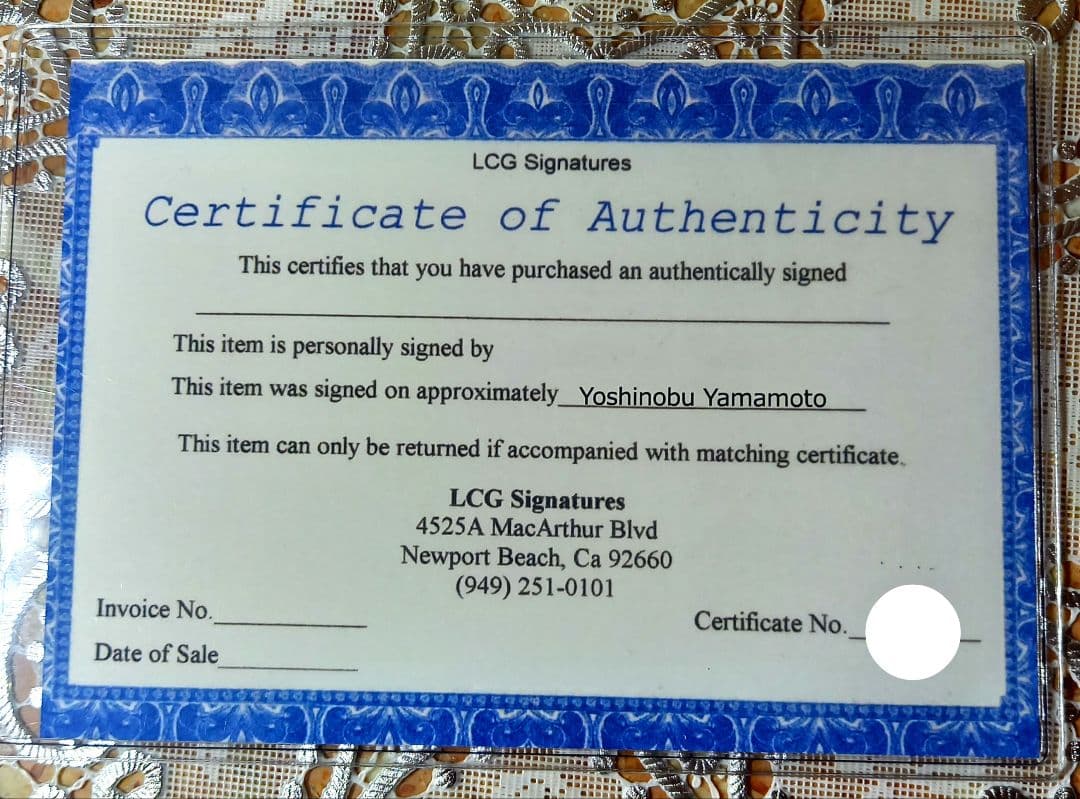 LCG Signatures
Certificate of Authenticity
This certifies that you have purchased an authentically signed
This item is personally signed by
This item was signed on approximately Yoshinobu Yamamoto
This item can only be returned if accompanied with matching certificate.
LCG Signatures
4525A MacArthur Blvd
Newport Beach, Ca 92660
(949) 251-0101
Invoice No.
Certificate No.
Date of Sale